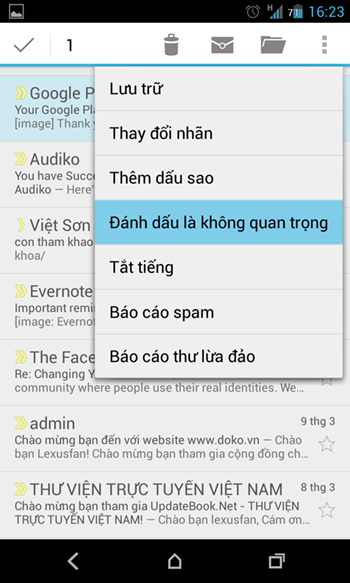 H 71 16:23
1
Lưu trữ
Thay đổi nhãn
Thêm dấu sao
Đánh dấu là không quan trọng
Tắt tiếng
Báo cáo spam
Báo cáo thư lừa đảo
Google P
Your Google Pla
[image] Thank y
Audiko
You have Succe
Audiko — Here'
Việt Sơn
con tham khao
khoa/
Evernote
Important remi
[image: Evernot
The Face
Re: Changing Y
community where people use their real identities. We...
admin 9 thg 3
Chào mừng bạn đến với website www.doko.vn — Chào
bạn Lexusfan! Chào mừng bạn tham gia cộng đồng ch...
THƯ VIỆN TRỰC TUYẾN VIỆT NAM 8 thg 3
Chào mừng bạn tham gia UpdateBook.Net - THƯ VIỆN
TRỰC TUYẾN VIỆT NAM! — Chào bạn lexusfan, Cám ơn...